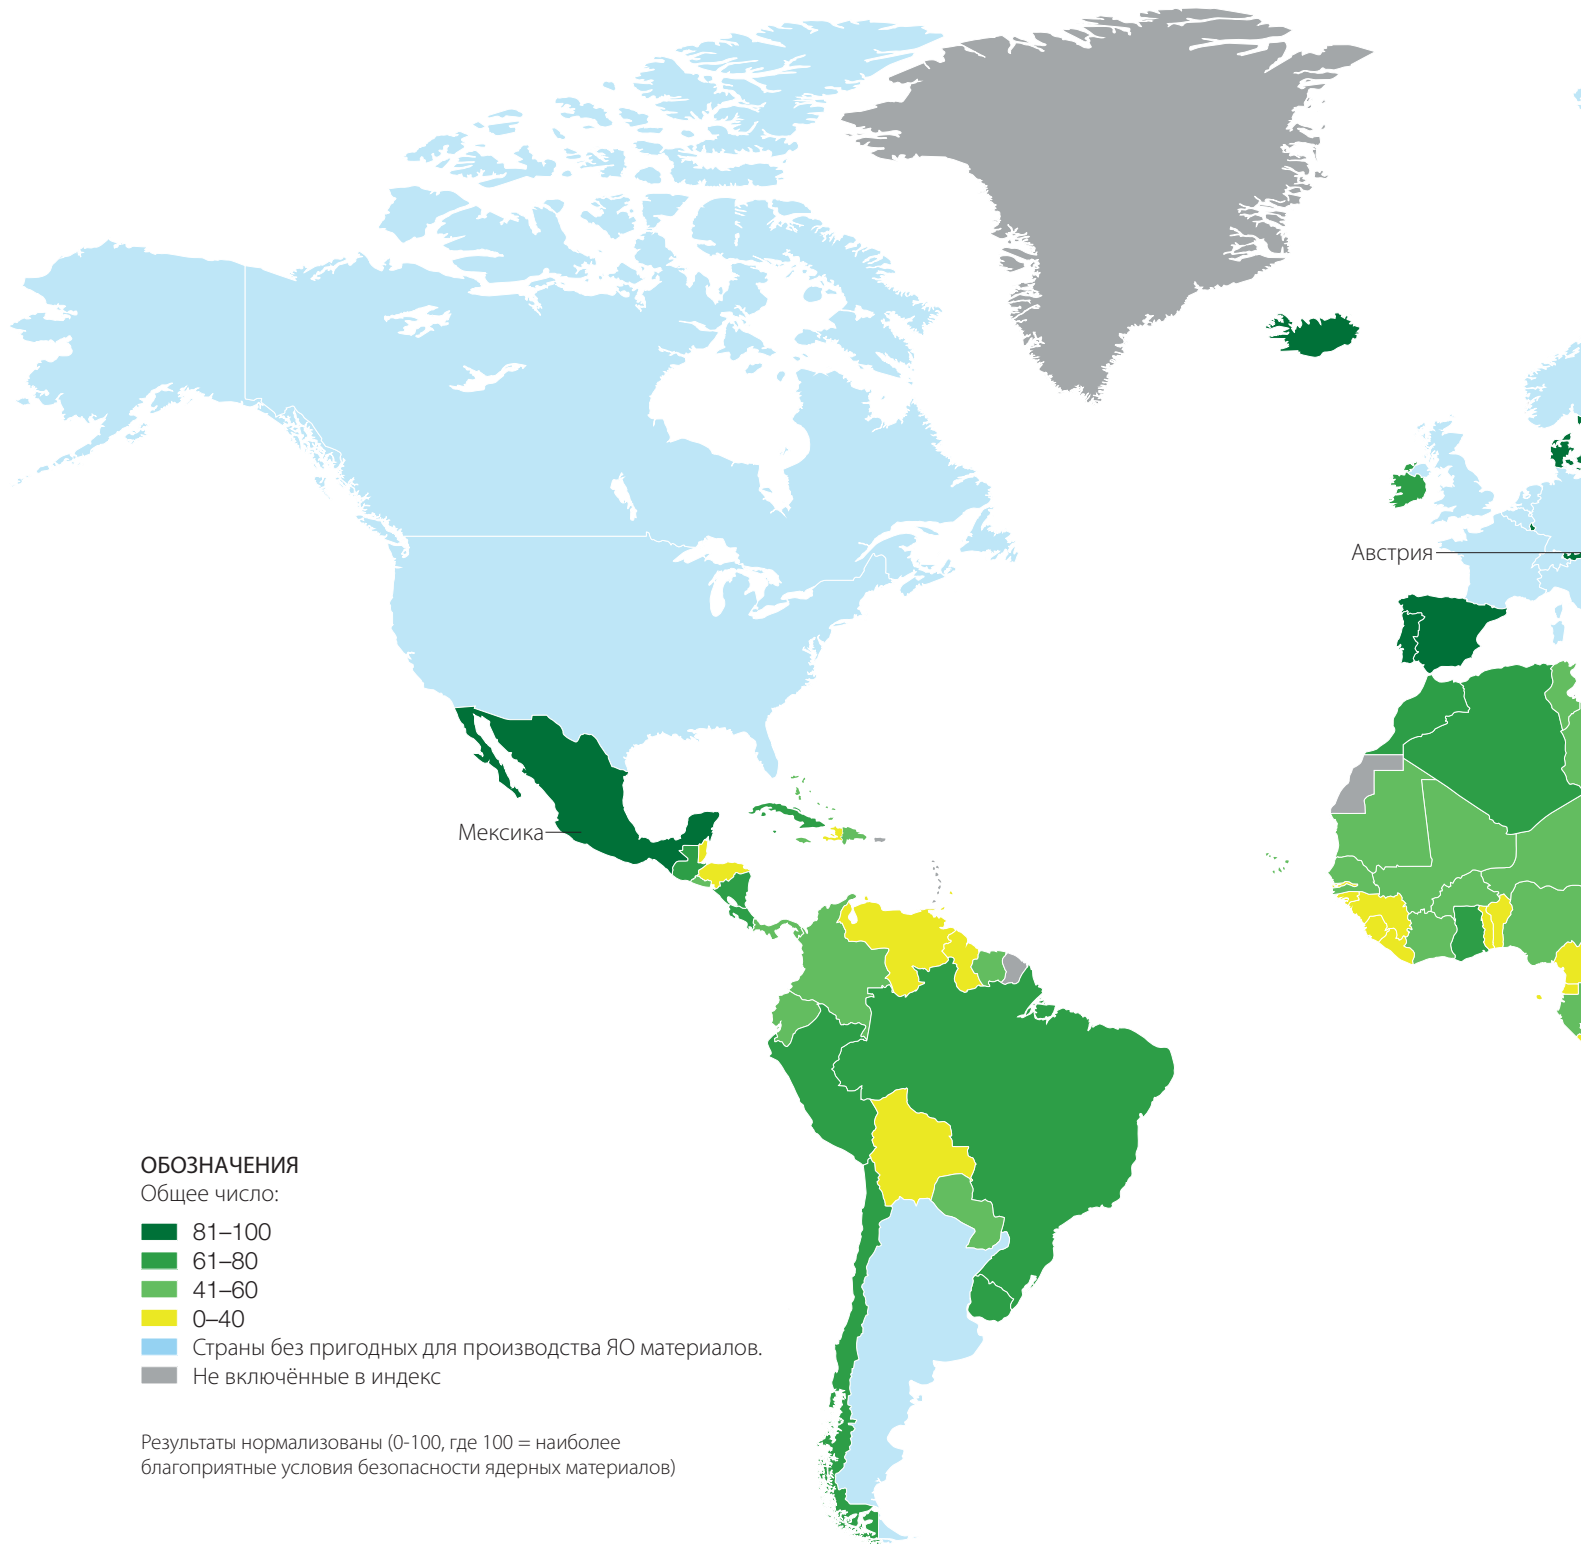 Австрия
Мексика
ОБОЗНАЧЕНИЯ
Общее число:
81–100
61–80
41–60
0–40
Страны без пригодных для производства ЯО материалов.
Не включённые в индекс
Результаты нормализованы (0-100, где 100 = наиболее
благоприятные условия безопасности ядерных материалов)